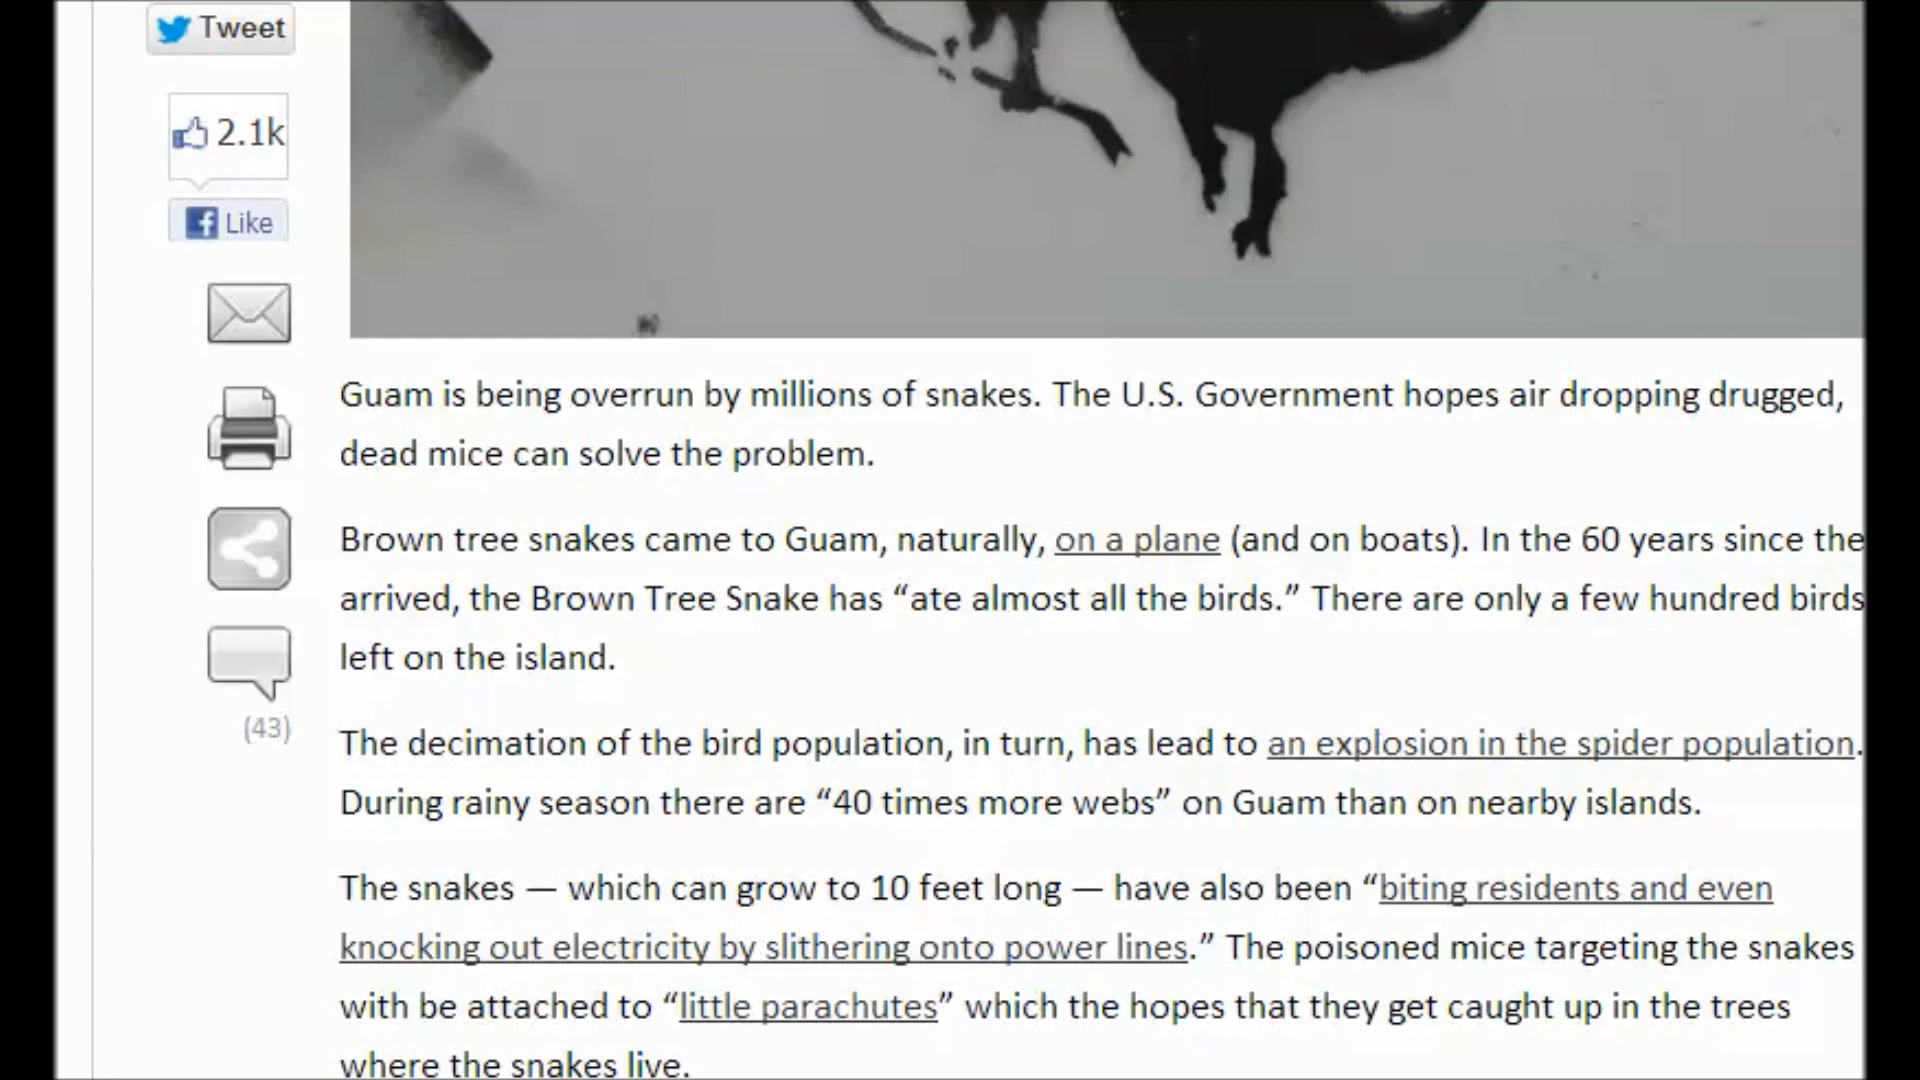 Tweet
2.1k
Like
(43)
Guam is being overrun by millions of snakes. The U.S. Government hopes air dropping drugged,
dead mice can solve the problem.
Brown tree snakes came to Guam, naturally, on a plane (and on boats). In the 60 years since the
arrived, the Brown Tree Snake has “ate almost all the birds.” There are only a few hundred birds
left on the island.
The decimation of the bird population, in turn, has lead to an explosion in the spider population.
During rainy season there are “40 times more webs” on Guam than on nearby islands.
The snakes — which can grow to 10 feet long — have also been “biting residents and even
knocking out electricity by slithering onto power lines.” The poisoned mice targeting the snakes
with be attached to “little parachutes” which the hopes that they get caught up in the trees
where the snakes live.